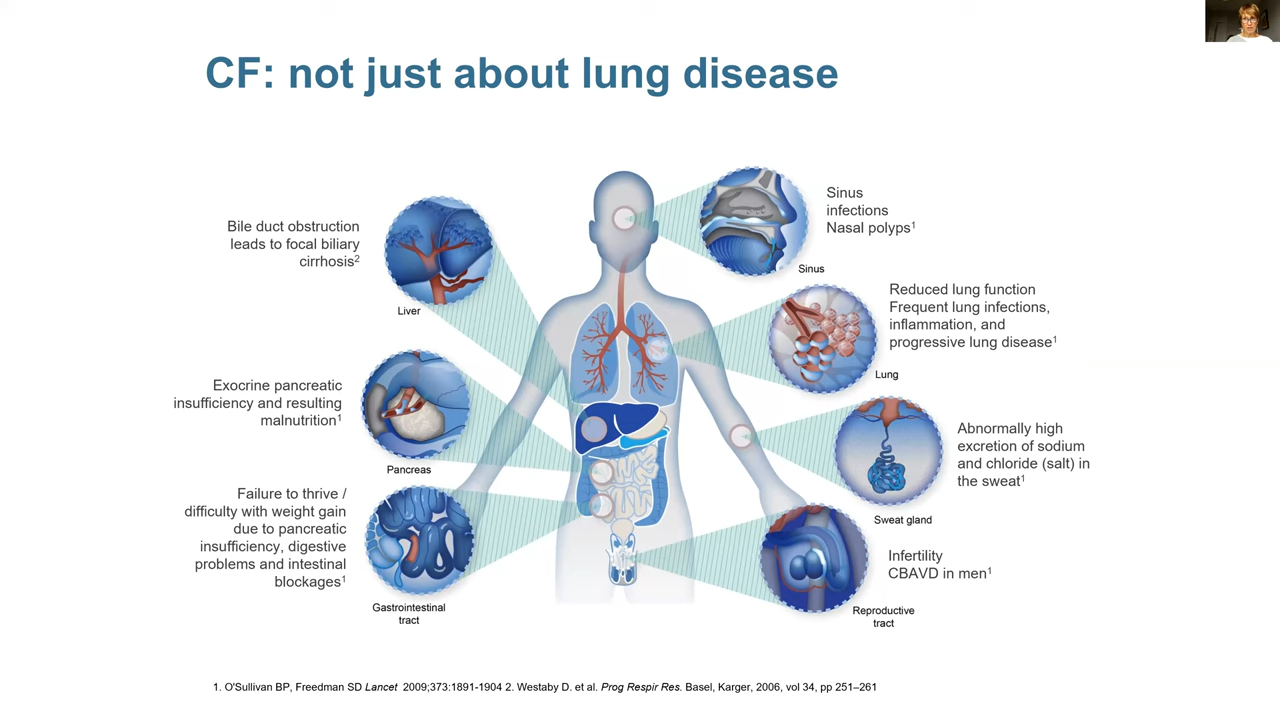 CF: not just about lung disease
Bile duct obstruction
leads to focal biliary
cirrhosis²
Liver
Exocrine pancreatic
insufficiency and resulting
malnutrition¹
Pancreas
Failure to thrive /
difficulty with weight gain
due to pancreatic
insufficiency, digestive
problems and intestinal
blockages¹
Gastrointestinal
tract
Sinus
infections
Nasal polyps¹
Sinus
Reduced lung function
Frequent lung infections,
inflammation, and
progressive lung disease¹
Lung
Abnormally high
excretion of sodium
and chloride (salt) in
the sweat¹
Sweat gland
Infertility
CBAVD in men¹
Reproductive
tract
1. O'Sullivan BP, Freedman SD Lancet 2009;373:1891-1904 2. Westaby D. et al. Prog Respir Res. Basel, Karger, 2006, vol 34, pp 251–261